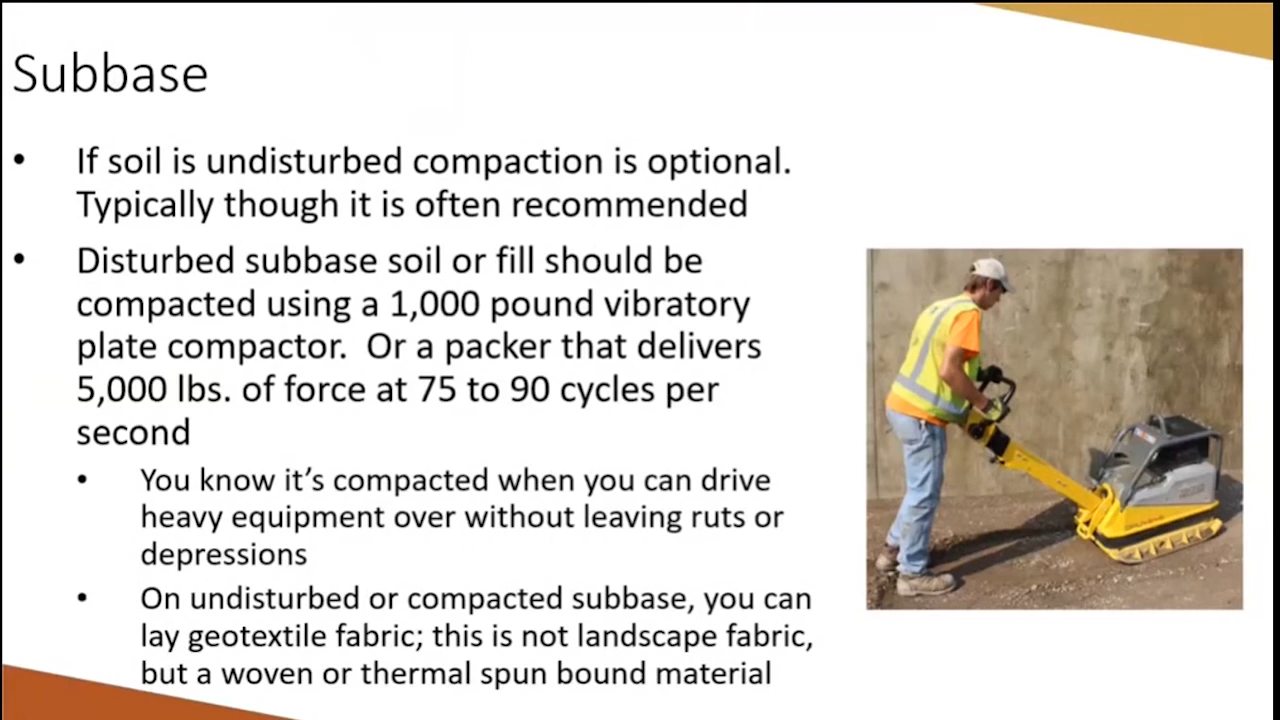 Subbase
• If soil is undisturbed compaction is optional.
Typically though it is often recommended
• Disturbed subbase soil or fill should be
compacted using a 1,000 pound vibratory
plate compactor.  Or a packer that delivers
5,000 lbs. of force at 75 to 90 cycles per
second
• You know it’s compacted when you can drive
heavy equipment over without leaving ruts or
depressions
• On undisturbed or compacted subbase, you can
lay geotextile fabric; this is not landscape fabric,
but a woven or thermal spun bound material